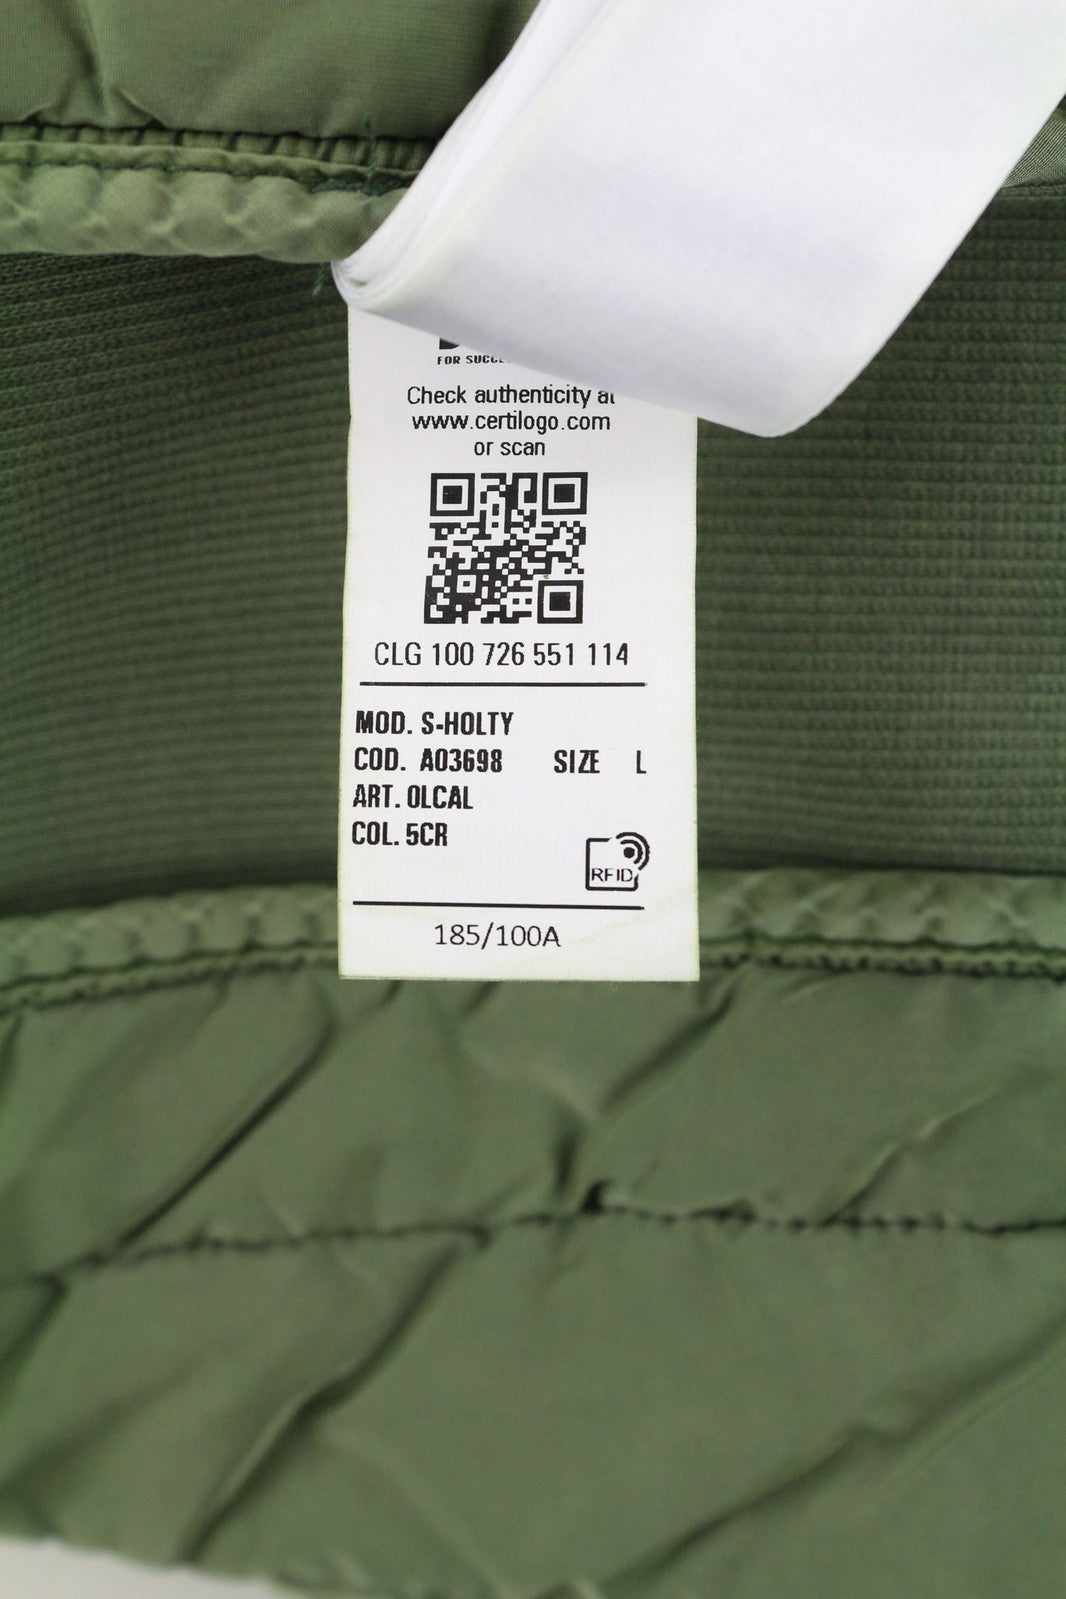 FOR
Check authenticity at
www.certilogo.com
or scan
CLG 100 726 551 114
MOD. S-HOLTY
COD. A03698 SIZE L
ART. OLCAL
COL. 5CR
RFID
185/100A